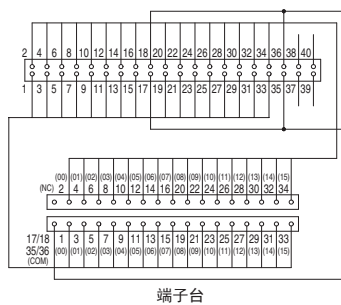 2 4 6 8 10 12 14 16 18 20 22 24 26 28 30 32 34 36 38 40
1 3 5 7 9 11 13 15 17 19 21 23 25 27 29 31 33 35 37 39
(00) (01) (02) (03) (04) (05) (06) (07) (08) (09) (10) (11) (12) (13) (14) (15)
(NC) 2 4 6 8 10 12 14 16 20 22 24 26 28 30 32 34
17/18 1 3 5 7 9 11 13 15 19 21 23 25 27 29 31 33
35/36 (00) (01) (02) (03) (04) (05) (06) (07) (08) (09) (10) (11) (12) (13) (14) (15)
(COM)
端子台